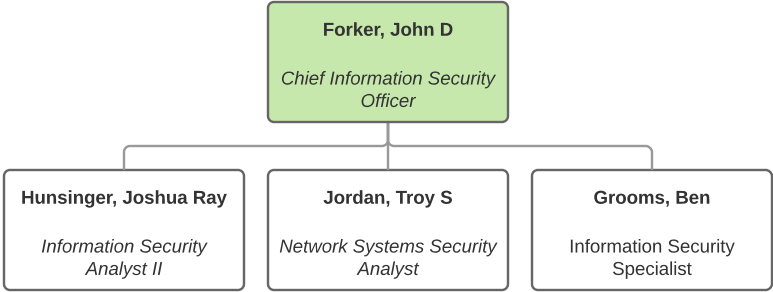 Forker, John D
Chief Information Security
Officer
Hunsinger, Joshua Ray
Information Security
Analyst II
Jordan, Troy S
Network Systems Security
Analyst
Grooms, Ben
Information Security
Specialist